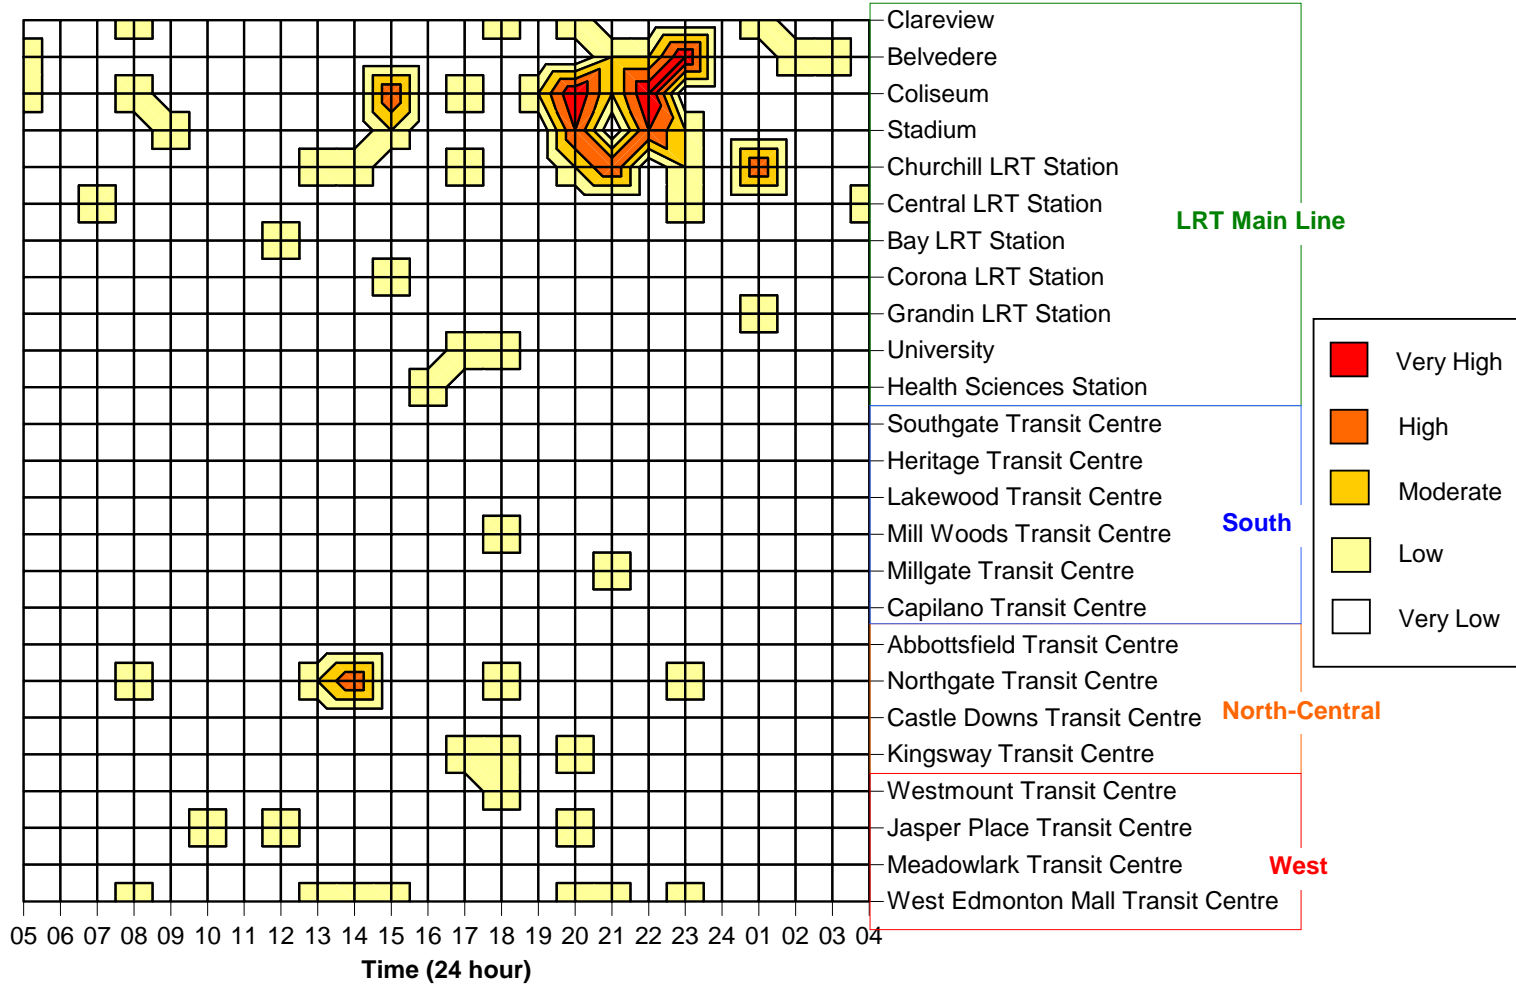 Clareview
Belvedere
Coliseum
Stadium
Churchill LRT Station
Central LRT Station
Bay LRT Station
Corona LRT Station
Grandin LRT Station
University
Health Sciences Station
LRT Main Line
Southgate Transit Centre
Heritage Transit Centre
Lakewood Transit Centre
Mill Woods Transit Centre
Millgate Transit Centre
Capilano Transit Centre
South
Abbottsfield Transit Centre
Northgate Transit Centre
Castle Downs Transit Centre
Kingsway Transit Centre
North-Central
Westmount Transit Centre
Jasper Place Transit Centre
Meadowlark Transit Centre
West Edmonton Mall Transit Centre
West
Very High
High
Moderate
Low
Very Low
05 06 07 08 09 10 11 12 13 14 15 16 17 18 19 20 21 22 23 24 01 02 03 04
Time (24 hour)